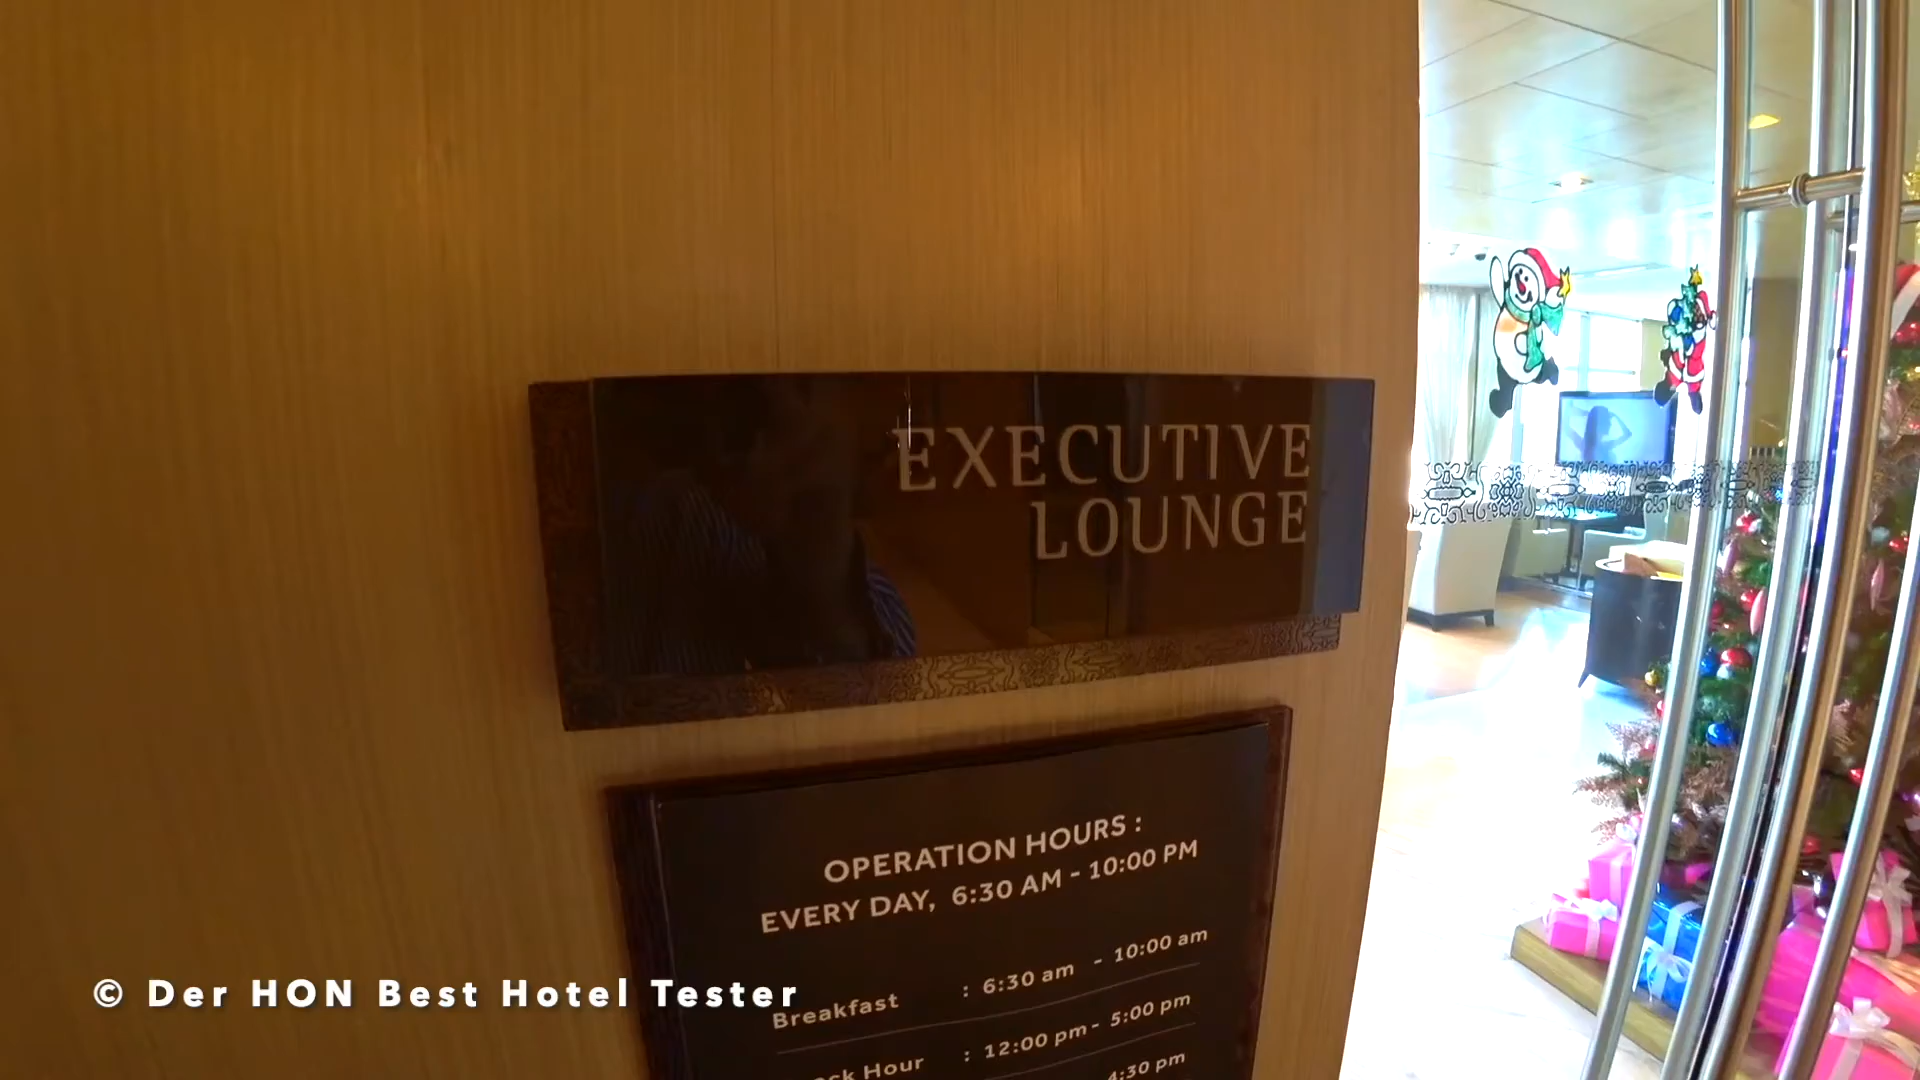 EXECUTIVE
LOUNGE
OPERATION HOURS :
EVERY DAY, 6:30 AM - 10:00 PM
Breakfast : 6:30 am - 10:00 am
Hour : 12:00 pm - 5:00 pm
4:30 pm
© Der HON Best Hotel Tester